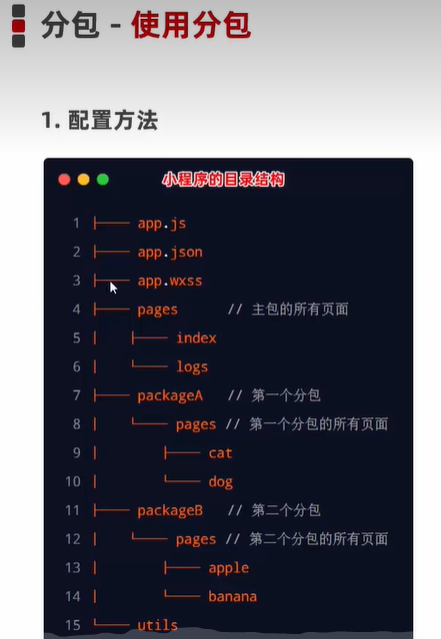 分包 - 使用分包
1. 配置方法
小程序的目录结构
1 ├── app.js
2 ├── app.json
3 ├── app.wxss
4 ├── pages // 主包的所有页面
5 │ ├── index
6 │ └── logs
7 ├── packageA // 第一个分包
8 │ └── pages // 第一个分包的所有页面
9 │ ├── cat
10 │ └── dog
11 ├── packageB // 第二个分包
12 │ └── pages // 第二个分包的所有页面
13 │ ├── apple
14 │ └── banana
15 └── utils